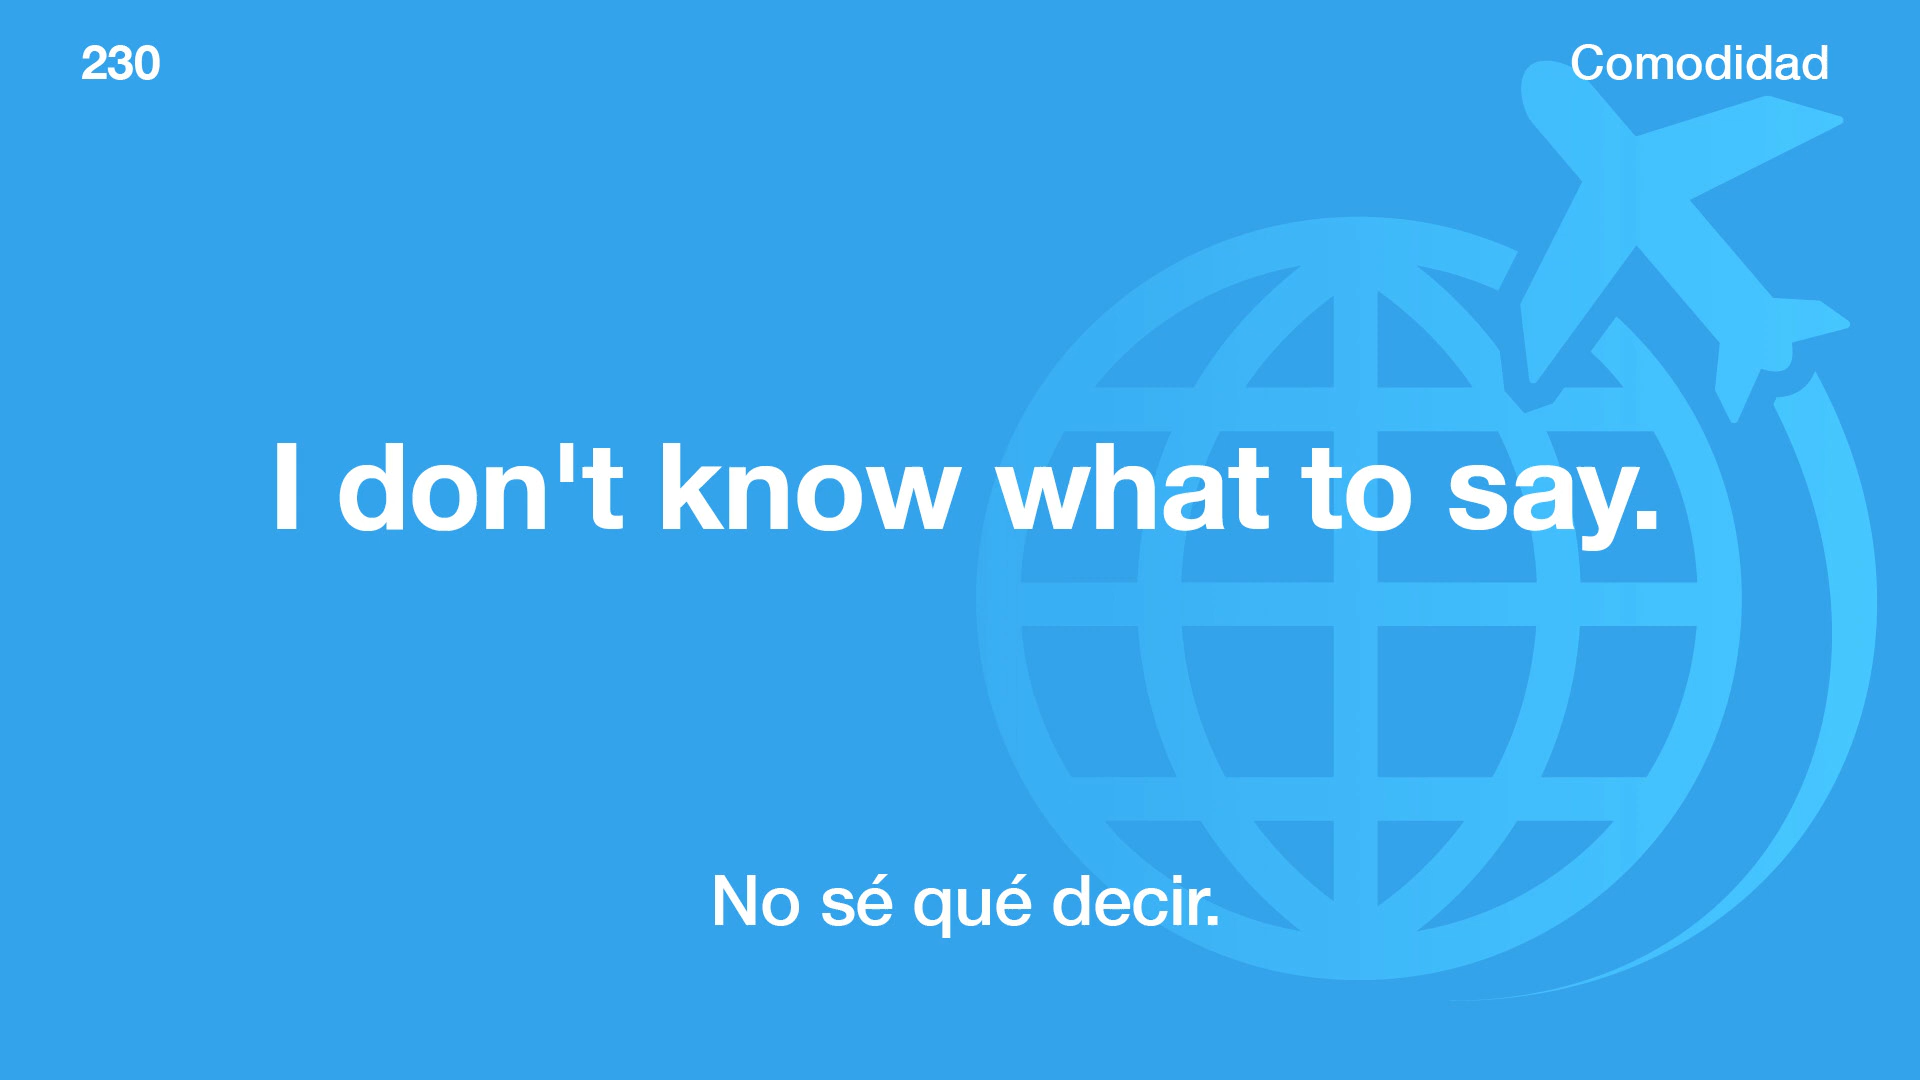 230
Comodidad
I don't know what to say.
No sé qué decir.